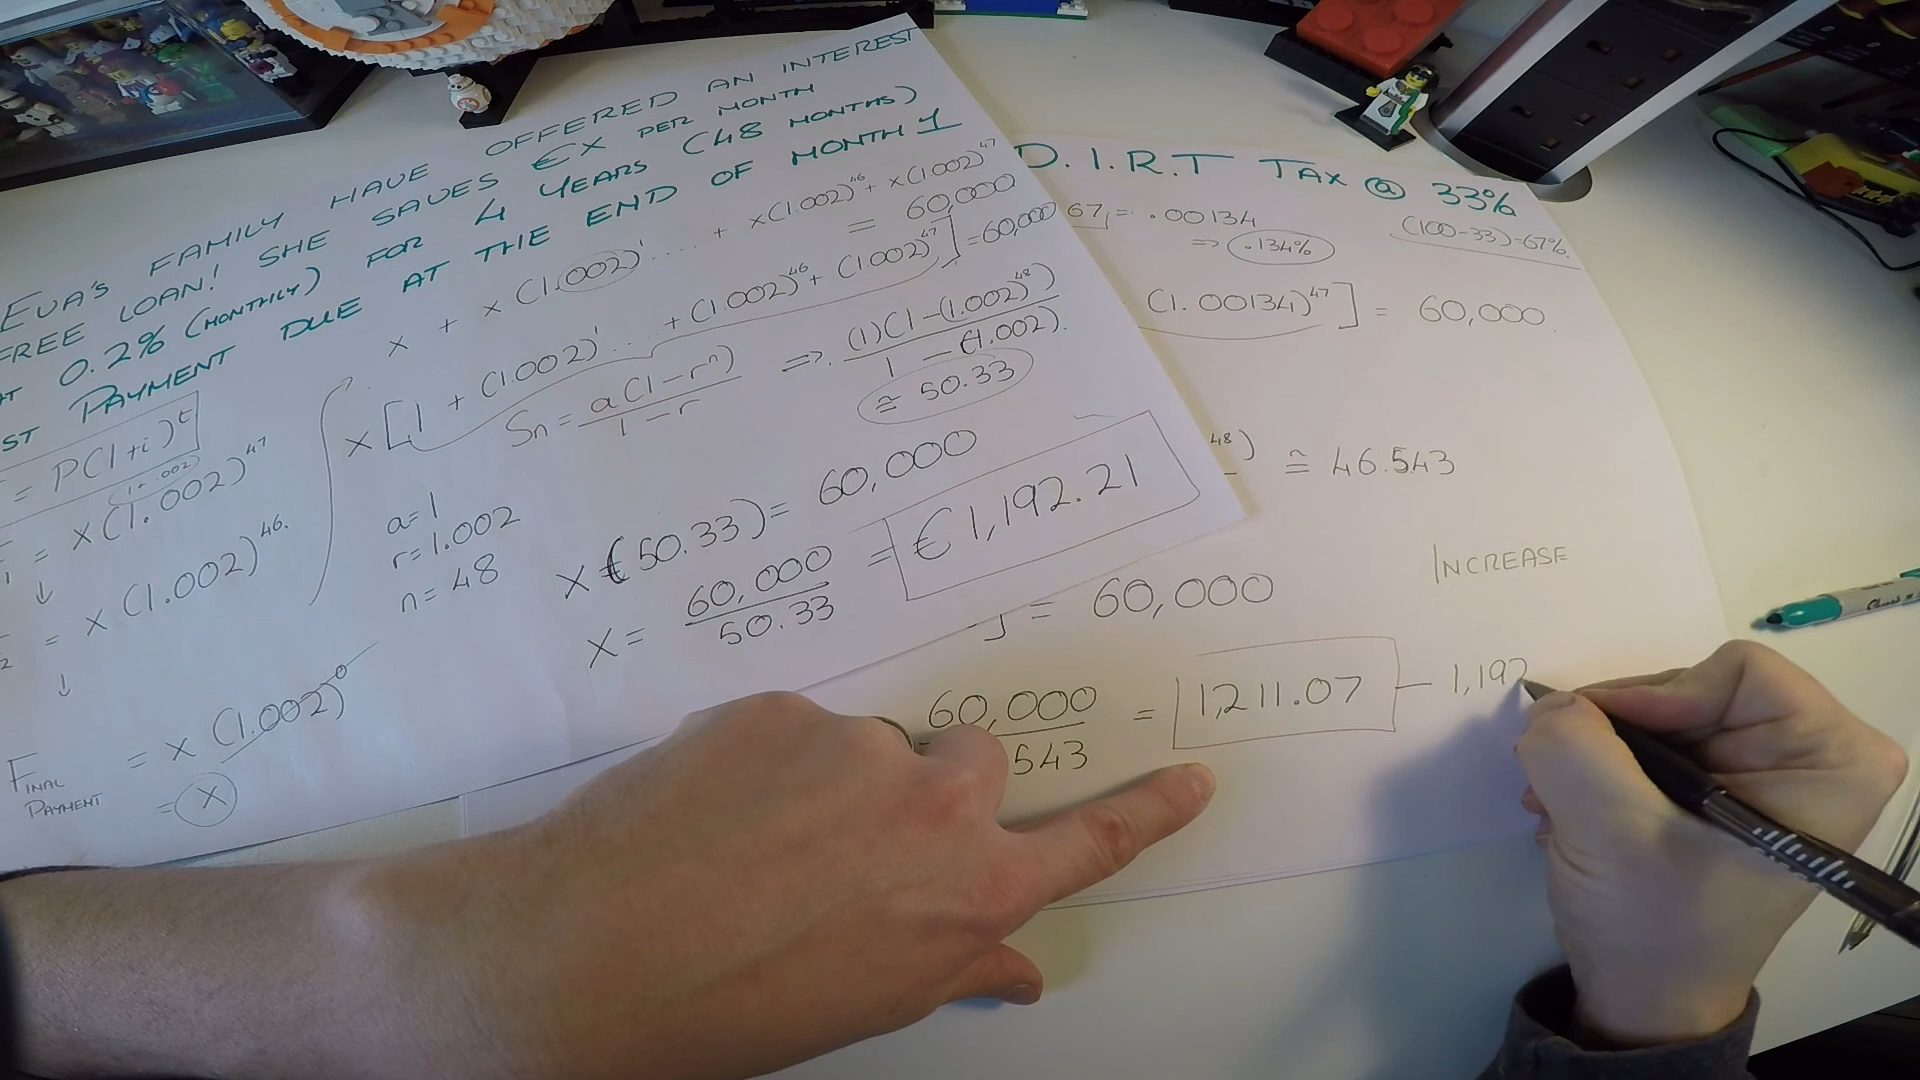 EVA'S FAMILY HAVE OFFERED AN INTEREST
FREE LOAN! SHE SAVES €X PER MONTH
AT 0.2% (MONTHLY) FOR 4 YEARS (48 MONTHS)
ST PAYMENT DUE AT THE END OF MONTH 1
= P(1+i)^t
(1+.002)
1 = x(1.002)^47
↓
2 = x(1.002)^46.
↓
FINAL PAYMENT = x(1.002)^0
= x
x + x(1.002)^1 ... + x(1.002)^46 + x(1.002)^47
= 60,000
x[1 + (1.002)^1 ... + (1.002)^46 + (1.002)^47] = 60,000
Sn = a(1-r^n) / 1-r => (1)(1-(1.002)^48) / 1-(1.002).
≅ 50.33
a=1
r=1.002
n=48
x(50.33) = 60,000
x = 60,000 / 50.33 = €1,192.21
D.I.R.T TAX @ 33%
67 = .00134
(100-33)=67%
=> .134%
(1.00134)^47] = 60,000.
48) ≅ 46.543
INCREASE
= 60,000
60,000 / 543 = 1,211.07 - 1,192